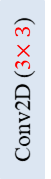 Conv2D (3× 3)